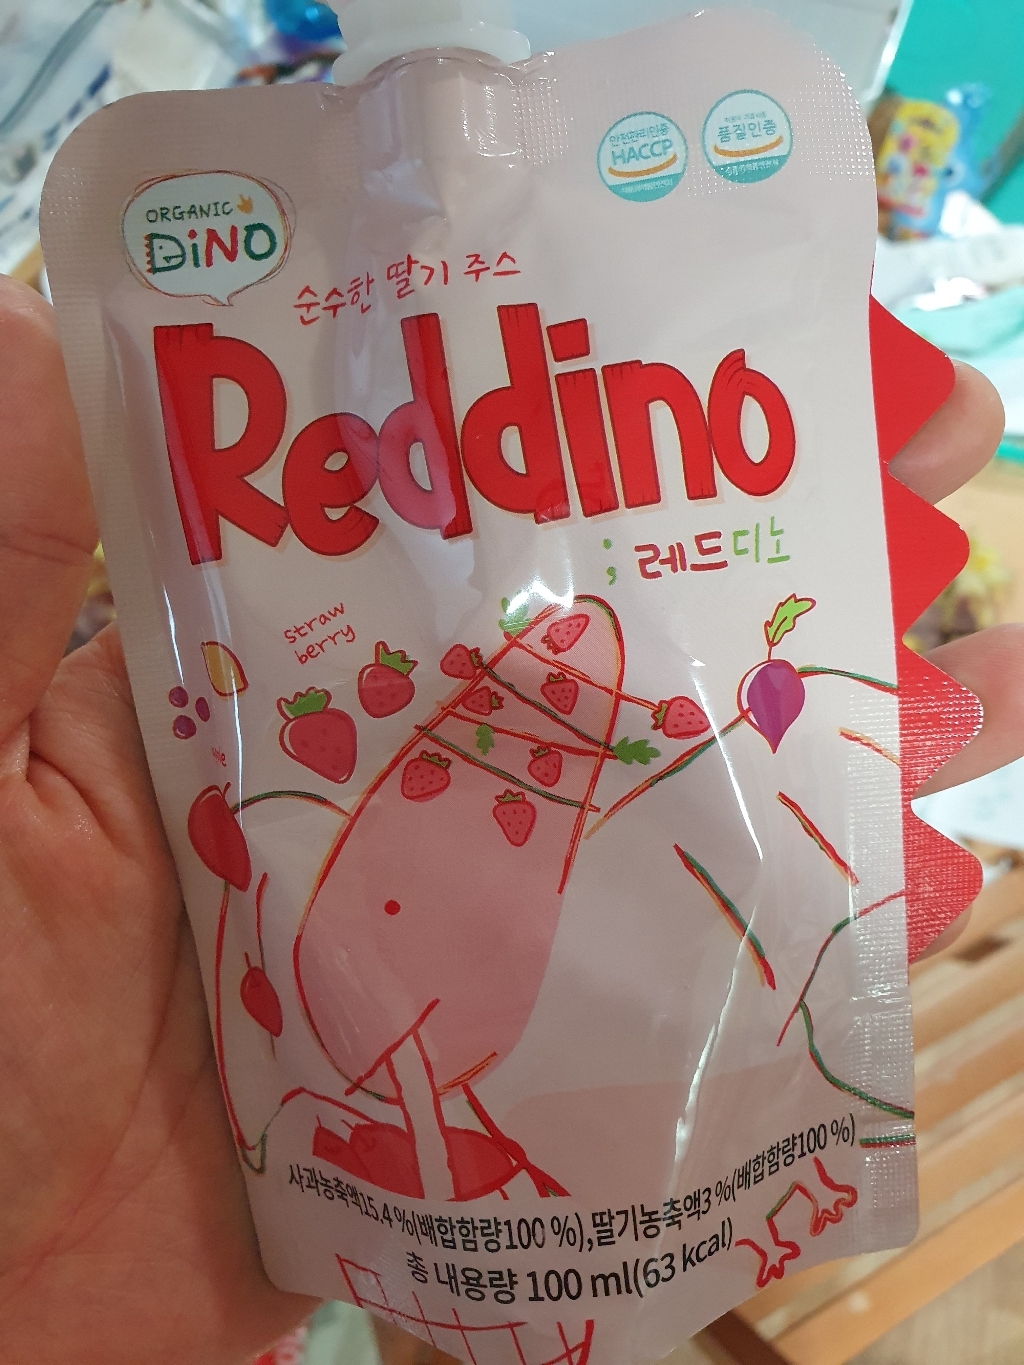 안전관리인증
HACCP
품질인증
ORGANIC
DiNO
순수한 딸기 주스
Reddino
; 레드디노
straw
berry
사과농축액15.4%(배합함량100 %),딸기농축액3 %(배합함량100 %)
총 내용량 100 ml(63 kcal)